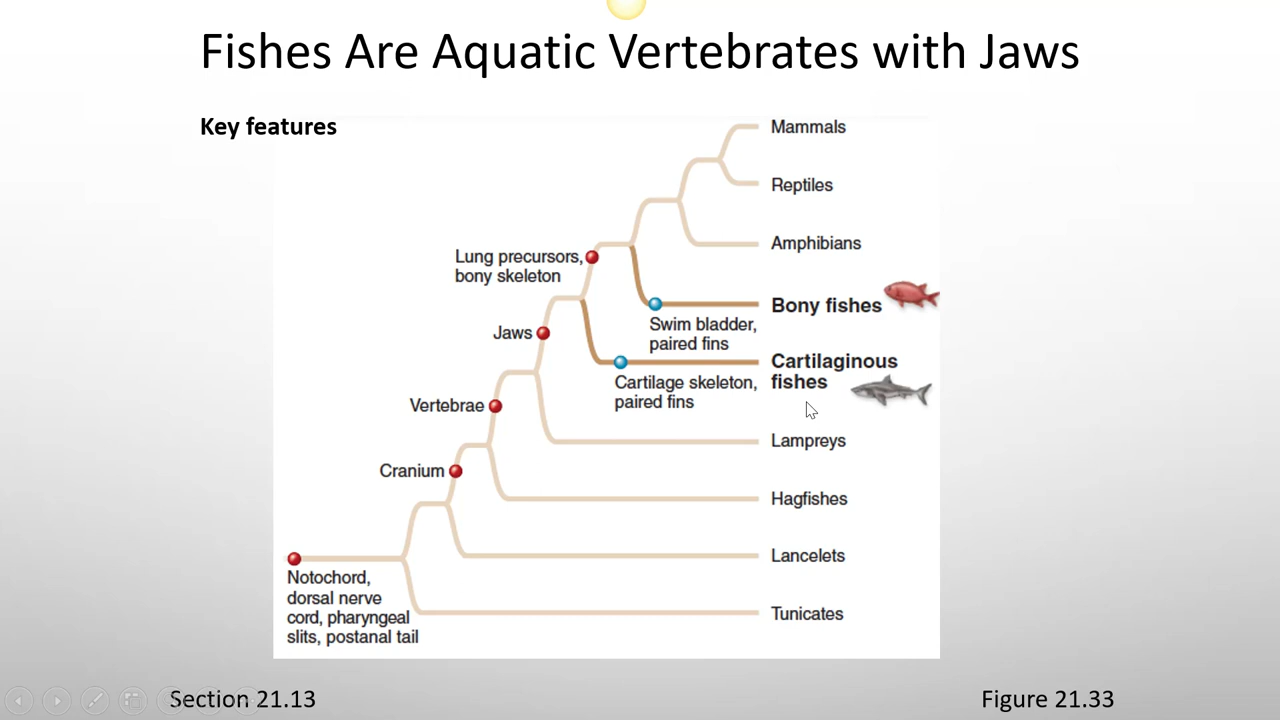 Fishes Are Aquatic Vertebrates with Jaws
Key features
Mammals
Reptiles
Amphibians
Lung precursors,
bony skeleton
Bony fishes
Swim bladder,
paired fins
Jaws
Cartilaginous
fishes
Cartilage skeleton,
paired fins
Vertebrae
Lampreys
Cranium
Hagfishes
Lancelets
Notochord,
dorsal nerve
cord, pharyngeal
slits, postanal tail
Tunicates
Section 21.13
Figure 21.33